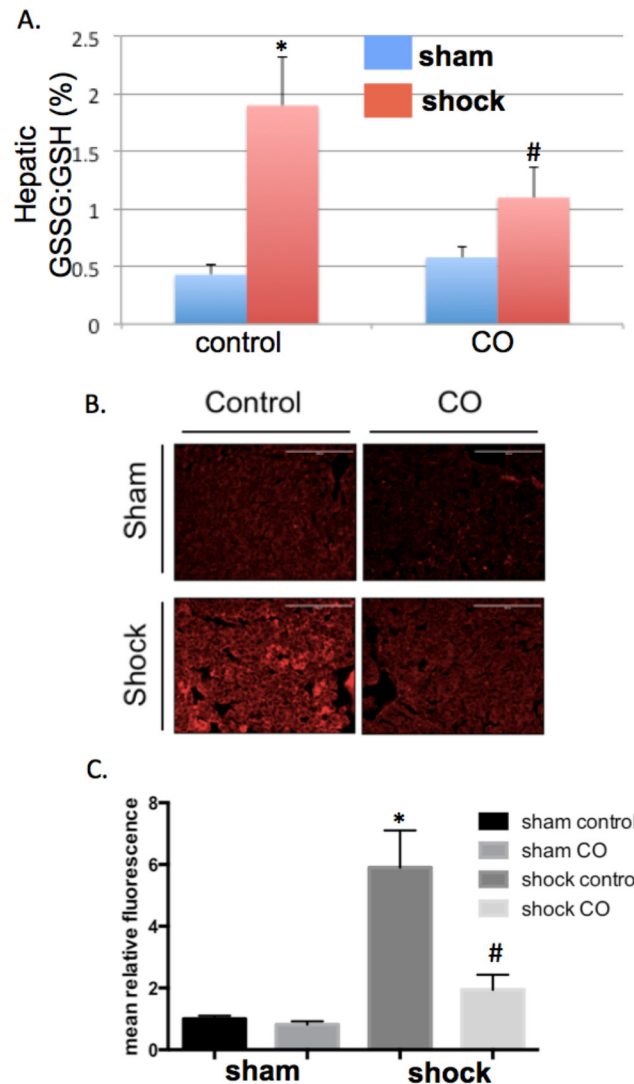 A.
Hepatic
GSSG:GSH (%)
2.5
2
1.5
1
0.5
0
*
#
sham
shock
control
CO
B.
Control
CO
Sham
Shock
C.
mean relative fluorescence
8
6
4
2
0
*
#
sham control
sham CO
shock control
shock CO
sham
shock